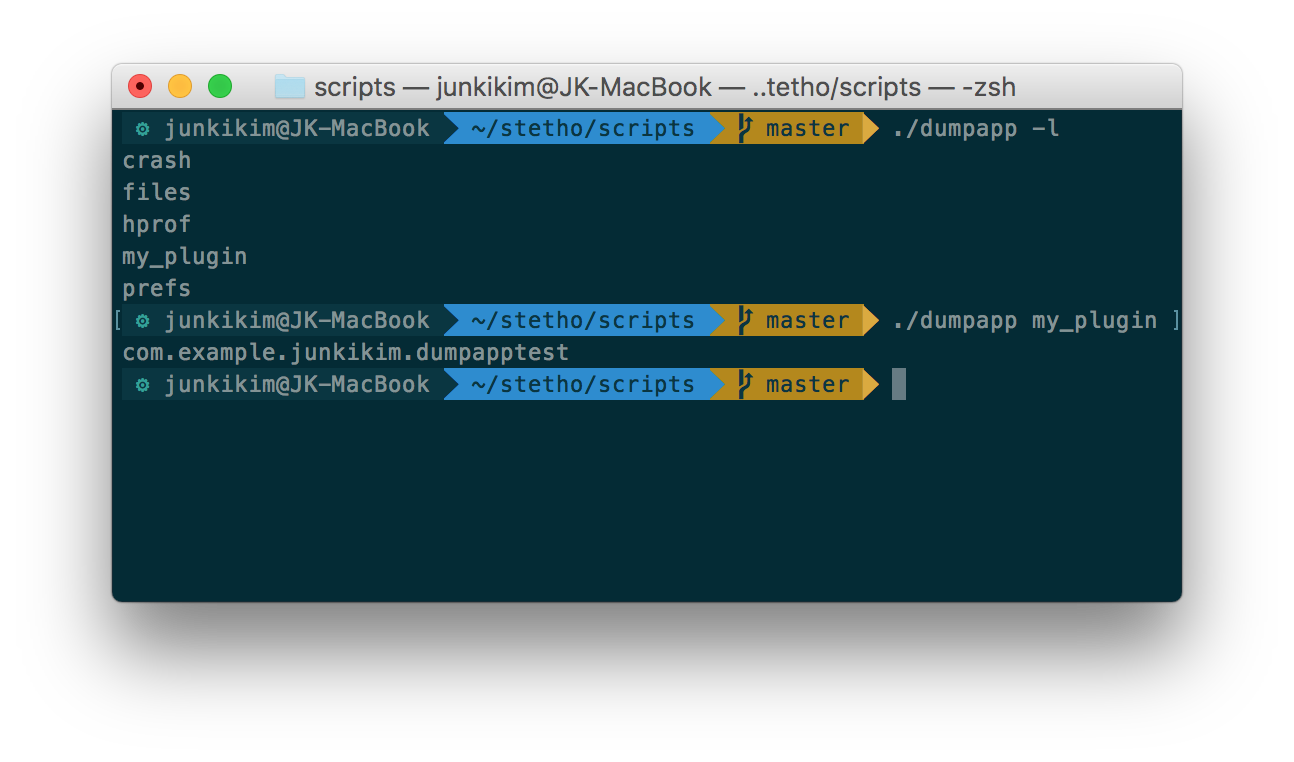 scripts — junkikim@JK-MacBook — ..tetho/scripts — -zsh
junkikim@JK-MacBook ~/stetho/scripts master ./dumpapp -l
crash
files
hprof
my_plugin
prefs
[ junkikim@JK-MacBook ~/stetho/scripts master ./dumpapp my_plugin ]
com.example.junkikim.dumpapptest
junkikim@JK-MacBook ~/stetho/scripts master